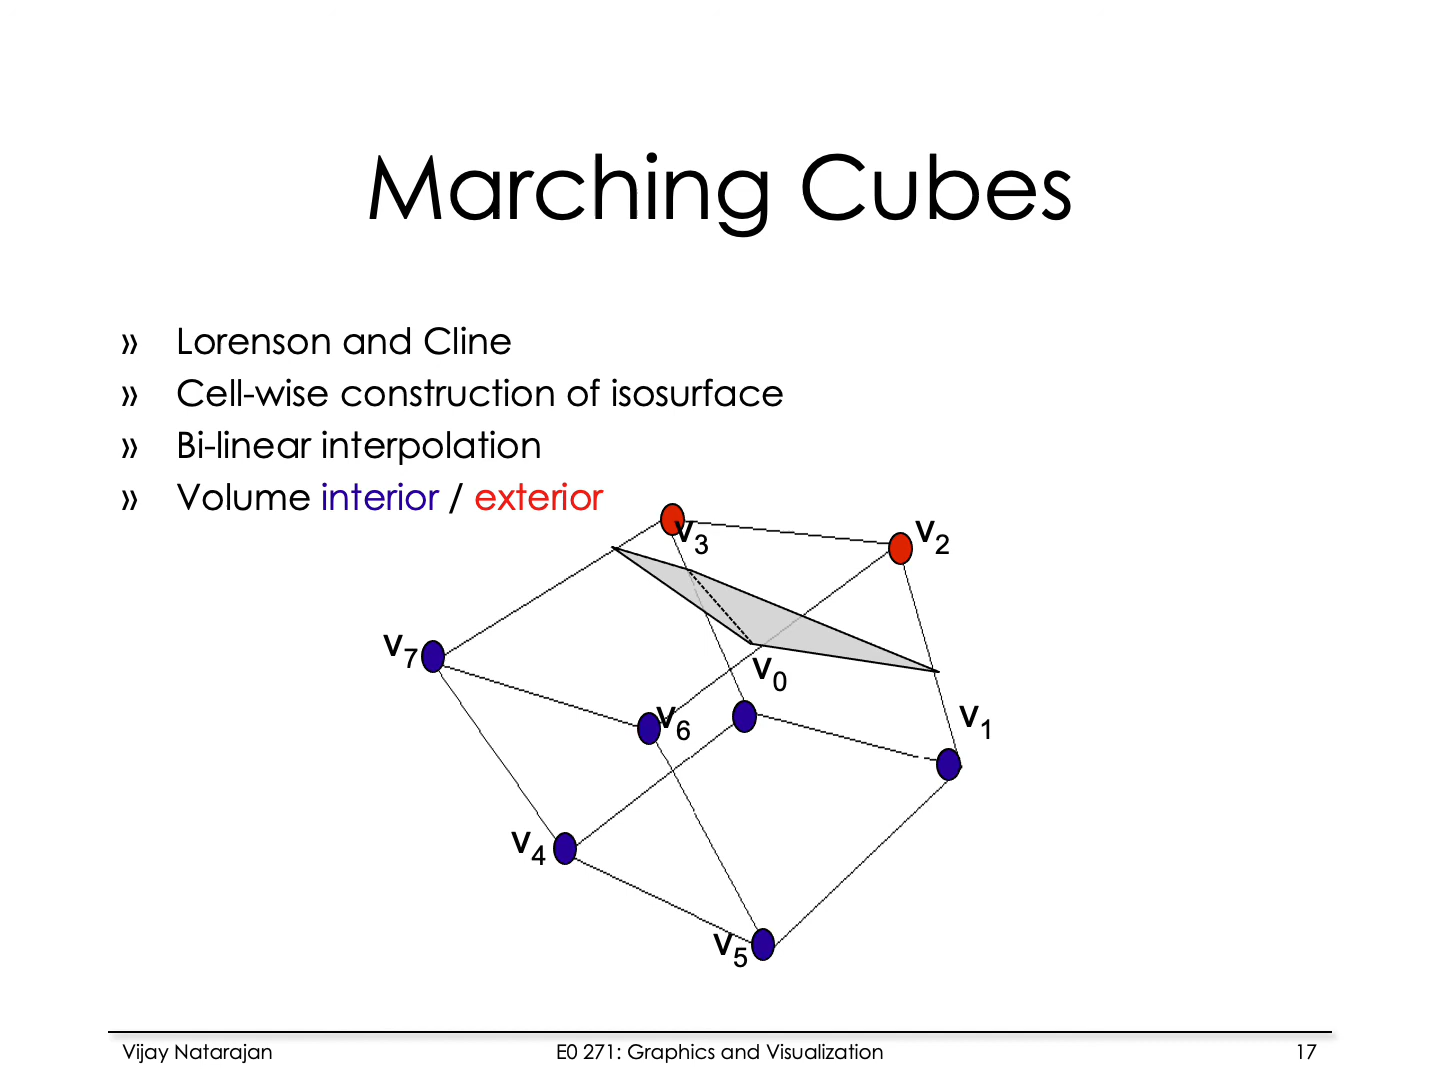 Marching Cubes
» Lorenson and Cline
» Cell-wise construction of isosurface
» Bi-linear interpolation
» Volume interior / exterior
v3
v2
v7
v0
v6
v1
v4
v5
Vijay Natarajan
E0 271: Graphics and Visualization
17